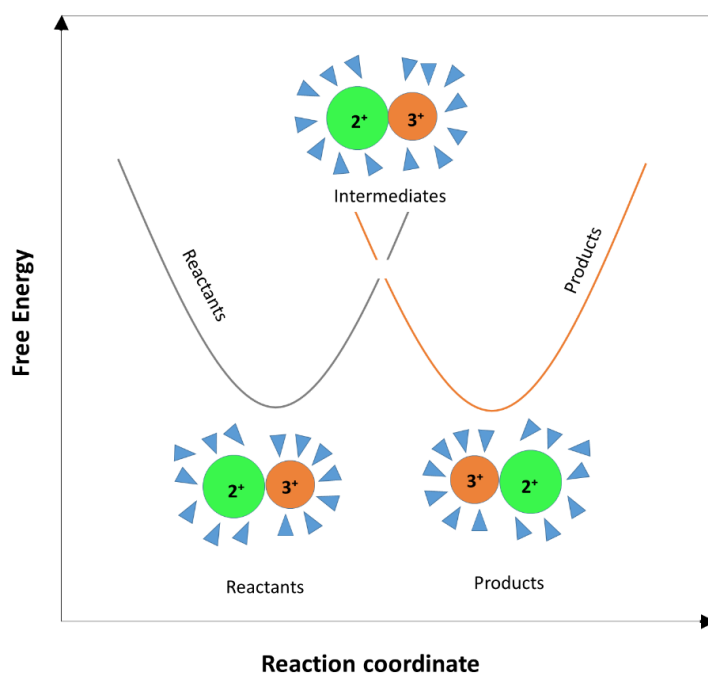 2⁺ 3⁺
Intermediates
Reactants
Products
Free Energy
2⁺ 3⁺
3⁺ 2⁺
Reactants
Products
Reaction coordinate